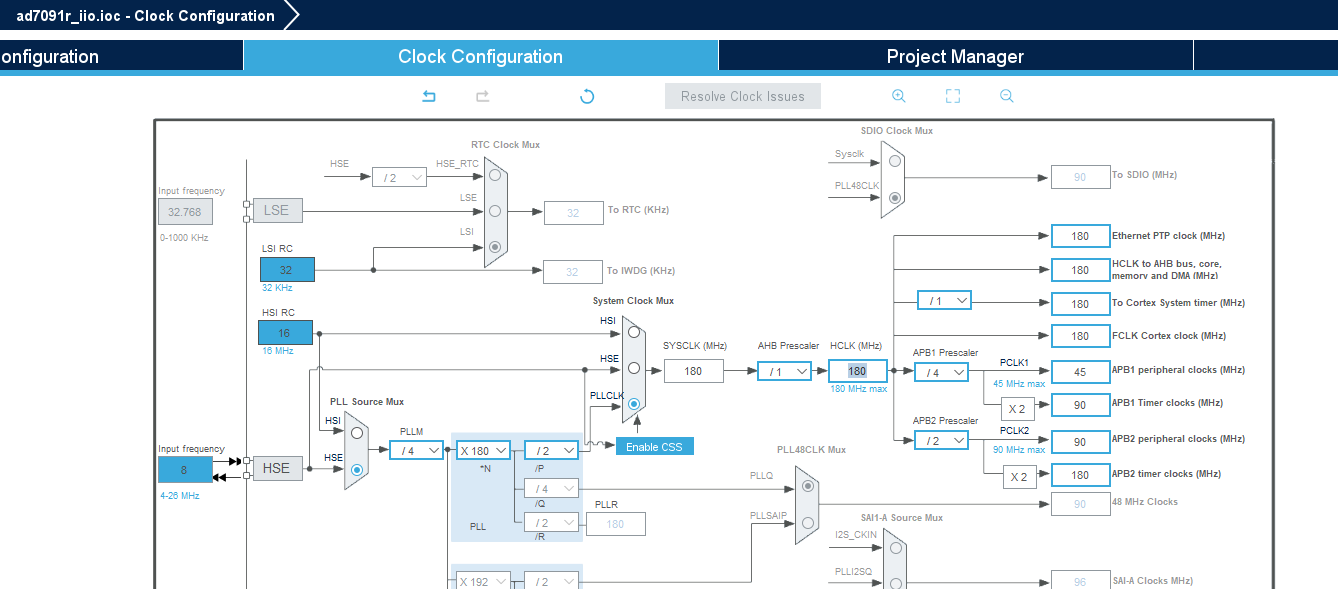 ad7091r_iio.ioc - Clock Configuration
onfiguration
Clock Configuration
Project Manager
Resolve Clock Issues
SDIO Clock Mux
RTC Clock Mux
Sysclk
HSE
HSE_RTC
/ 2
90
To SDIO (MHz)
PLL48CLK
Input frequency
32.768
LSE
LSE
32
To RTC (KHz)
0-1000 KHz
LSI
Ethernet PTP clock (MHz)
180
LSI RC
32
32 KHz
32
To IWDG (KHz)
180
HCLK to AHB bus, core,
memory and DMA (MHz)
System Clock Mux
/ 1
180
To Cortex System timer (MHz)
HSI RC
16
16 MHz
HSI
180
FCLK Cortex clock (MHz)
SYSCLK (MHz)
AHB Prescaler
HCLK (MHz)
APB1 Prescaler
HSE
PCLK1
180
/ 1
180
/ 4
45
APB1 peripheral clocks (MHz)
180 MHz max
45 MHz max
PLLCLK
PLL Source Mux
X 2
90
APB1 Timer clocks (MHz)
HSI
PLLM
APB2 Prescaler
PCLK2
Input frequency
8
4-26 MHz
HSE
HSE
/ 4
X 180
*N
/ 2
/P
Enable CSS
/ 2
90
APB2 peripheral clocks (MHz)
90 MHz max
PLL48CLK Mux
X 2
180
APB2 timer clocks (MHz)
PLLQ
/ 4
/Q
PLLR
90
48 MHz Clocks
PLL
/ 2
/R
180
PLLSAIP
SAI1-A Source Mux
I2S_CKIN
PLLI2SQ
X 192
/ 2
96
SAI-A Clocks MHz)